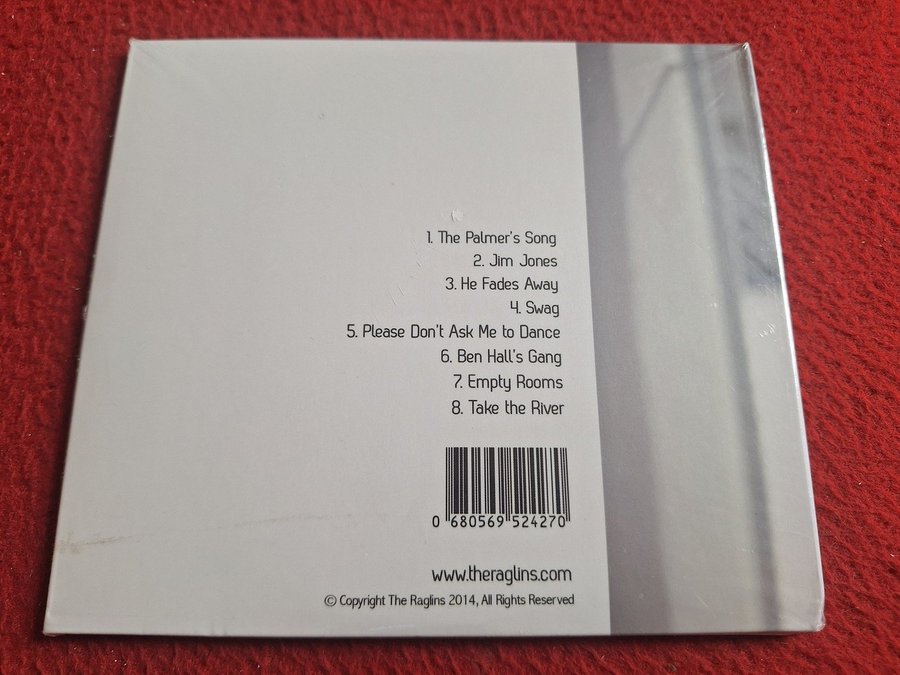 1. The Palmer's Song
2. Jim Jones
3. He Fades Away
4. Swag
5. Please Don't Ask Me to Dance
6. Ben Hall's Gang
7. Empty Rooms
8. Take the River
0 680569 524270
www.theraglins.com
© Copyright The Raglins 2014, All Rights Reserved